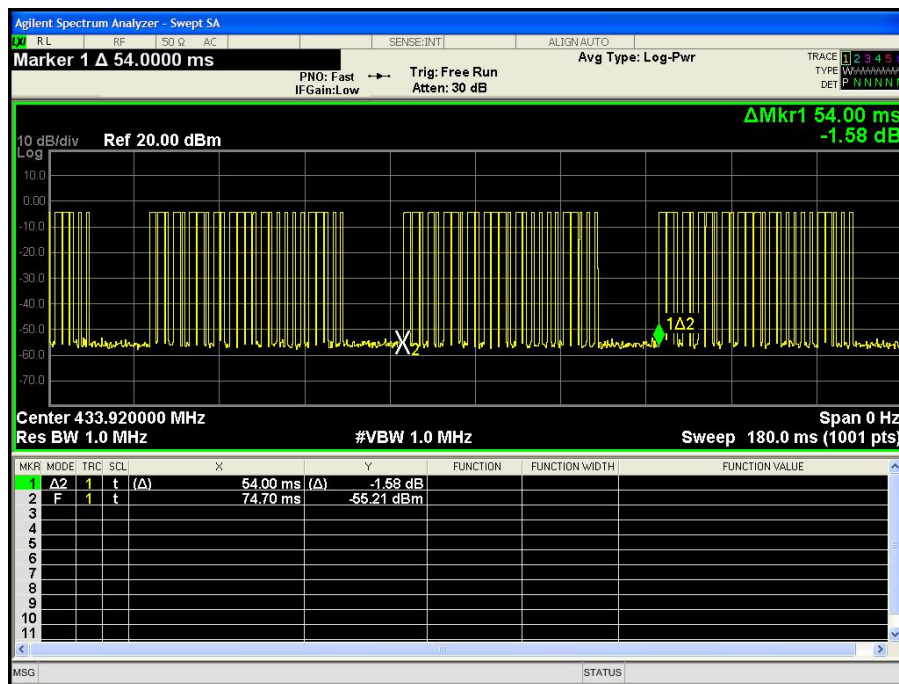 Agilent Spectrum Analyzer - Swept SA
LXI RL RF 50 Ω AC SENSE:INT ALIGN AUTO
Marker 1 Δ 54.0000 ms
Avg Type: Log-Pwr
TRACE 1 2 3 4 5
PNO: Fast
Trig: Free Run
TYPE
IFGain:Low
Atten: 30 dB
DET P N N N N
ΔMkr1 54.00 ms
10 dB/div Ref 20.00 dBm -1.58 dB
Log
10.0
0.00
-10.0
-20.0
-30.0
-40.0
-50.0
-60.0
-70.0
1Δ2
X2
Center 433.920000 MHz Span 0 Hz
Res BW 1.0 MHz #VBW 1.0 MHz Sweep 180.0 ms (1001 pts)
MKR MODE TRC SCL X Y FUNCTION FUNCTION WIDTH FUNCTION VALUE
1 Δ2 1 t (Δ) 54.00 ms (Δ) -1.58 dB
2 F 1 t 74.70 ms -55.21 dBm
3
4
5
6
7
8
9
10
11
MSG STATUS